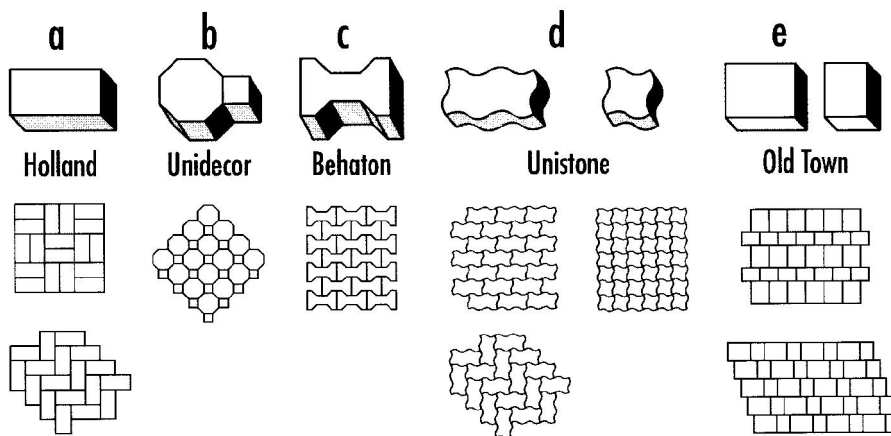 a
b
c
d
e
Holland
Unidecor
Behaton
Unistone
Old Town